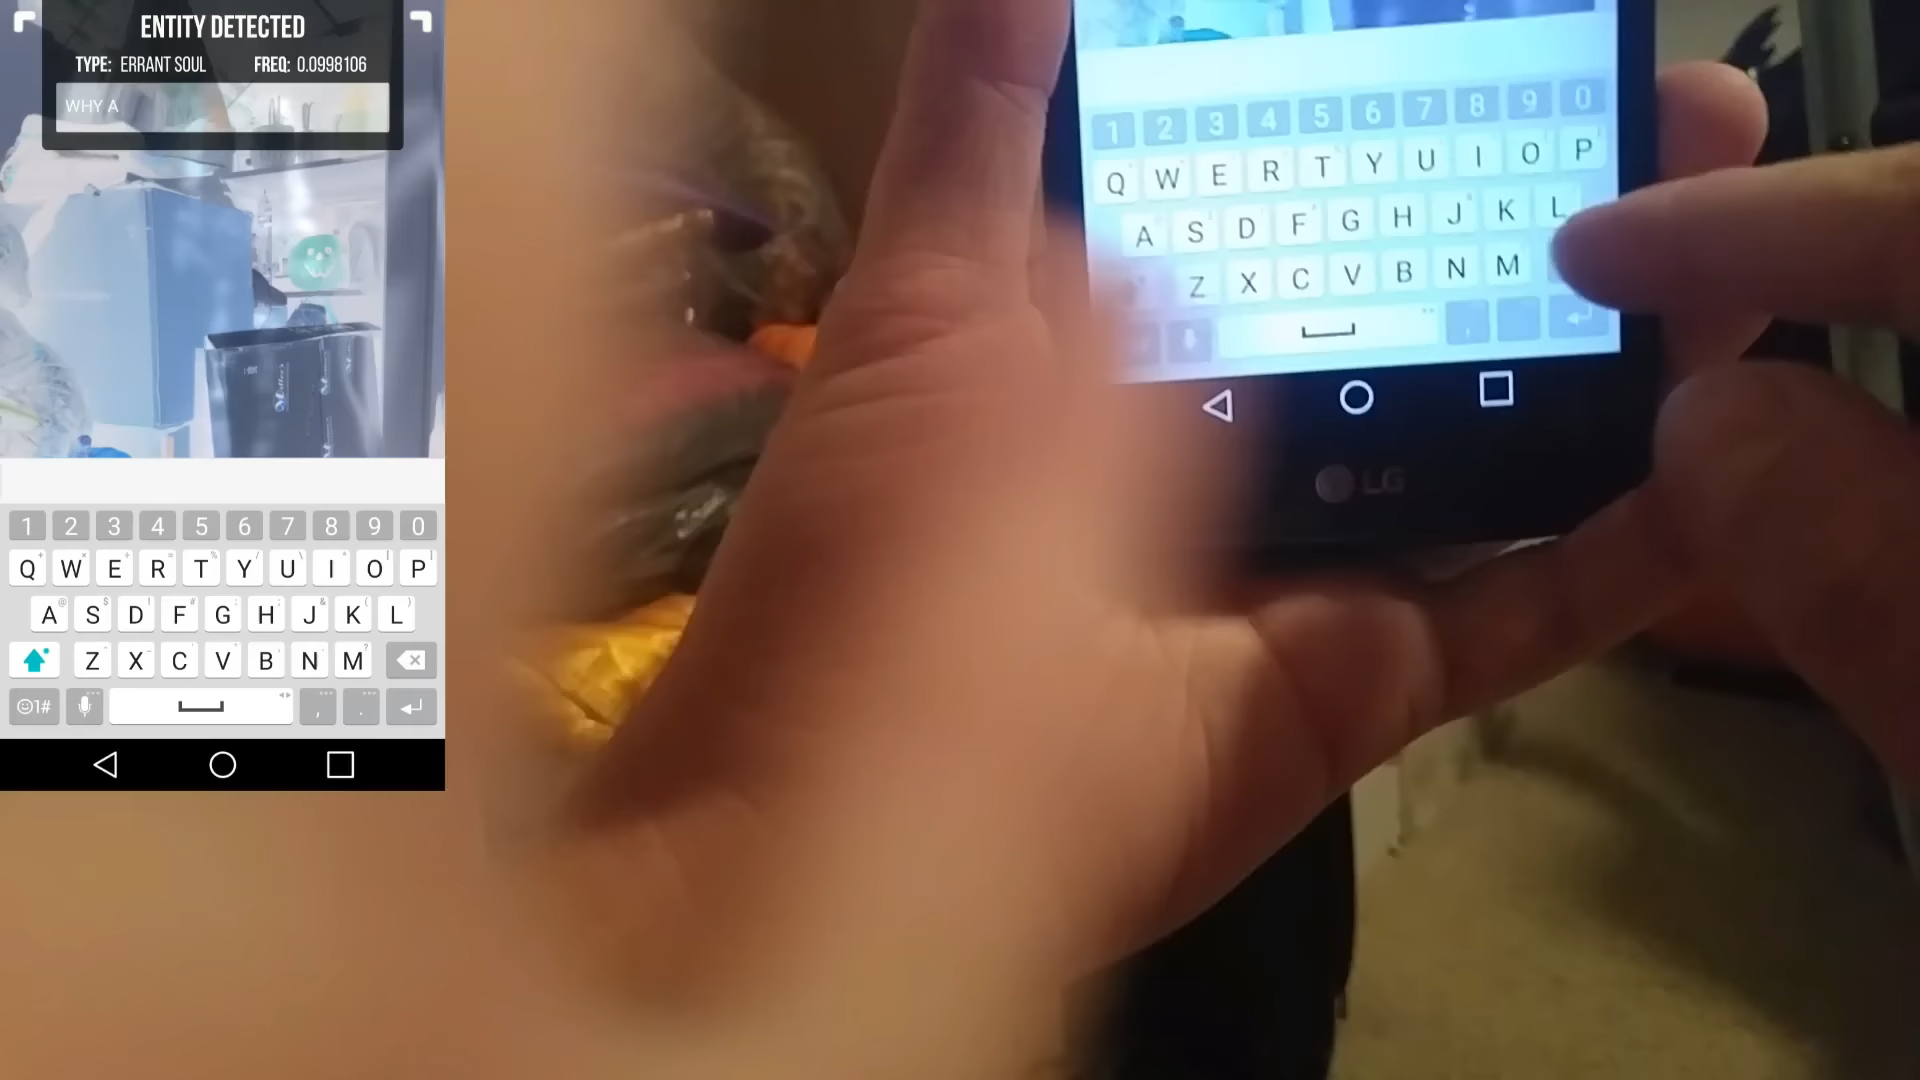 ENTITY DETECTED
TYPE: ERRANT SOUL FREQ: 0.0998106
WHY A
1 2 3 4 5 6 7 8 9 0
Q W E R T Y U I O P
A S D F G H J K L
Z X C V B N M
1# , .
1 2 3 4 5 6 7 8 9 0
Q W E R T Y U I O P
A S D F G H J K L
Z X C V B N M
,
LG